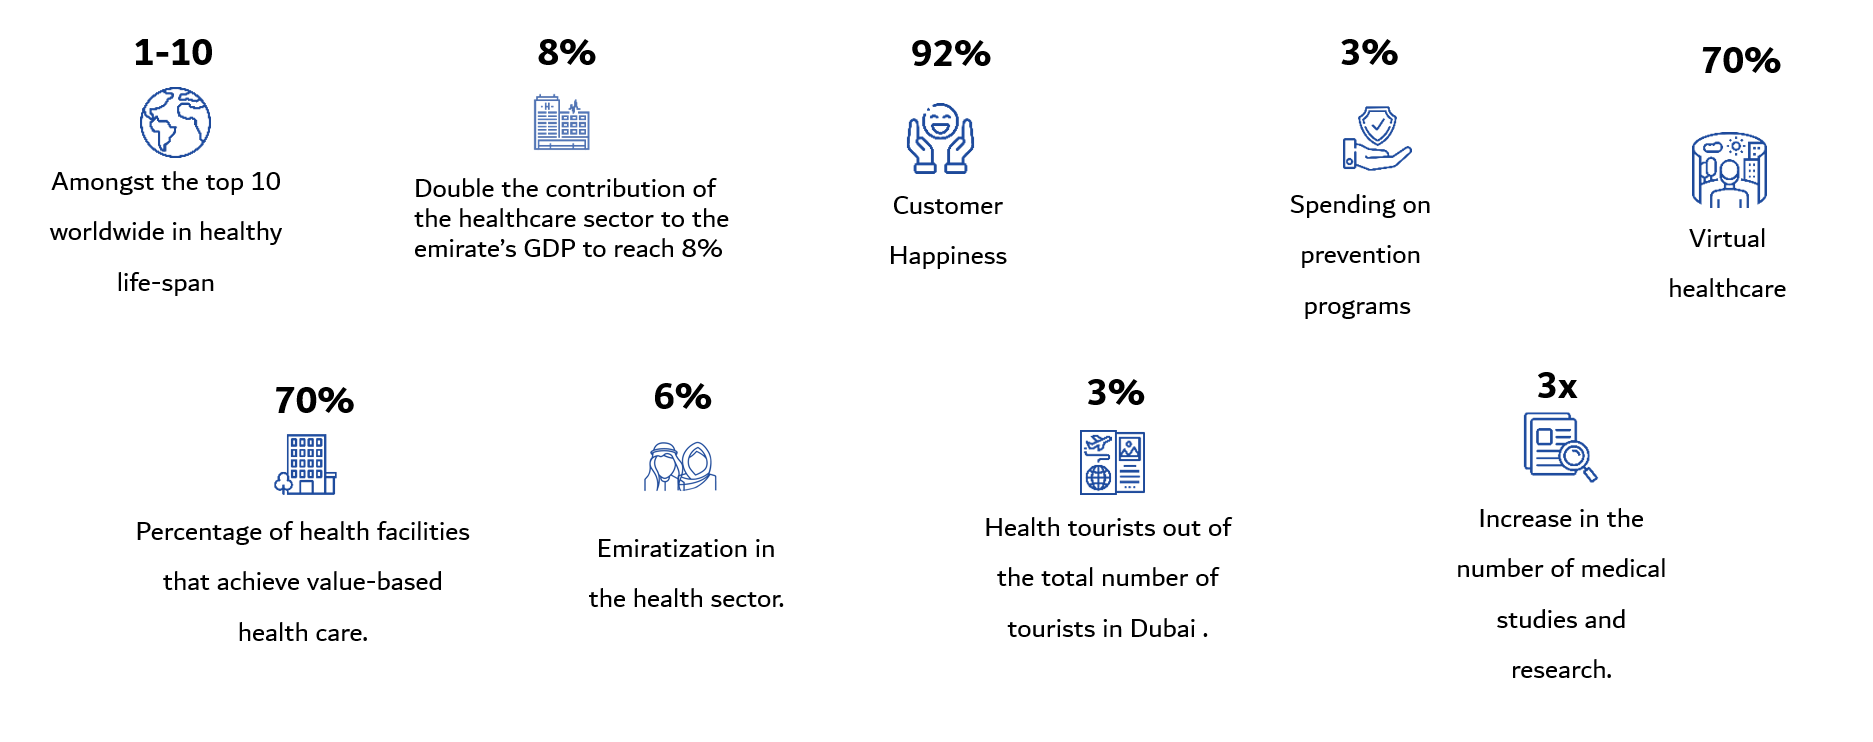 1-10
Amongst the top 10
worldwide in healthy
life-span
8%
Double the contribution of
the healthcare sector to the
emirate’s GDP to reach 8%
92%
Customer
Happiness
3%
Spending on
prevention
programs
70%
Virtual
healthcare
70%
Percentage of health facilities
that achieve value-based
health care.
6%
Emiratization in
the health sector.
3%
Health tourists out of
the total number of
tourists in Dubai .
3x
Increase in the
number of medical
studies and
research.